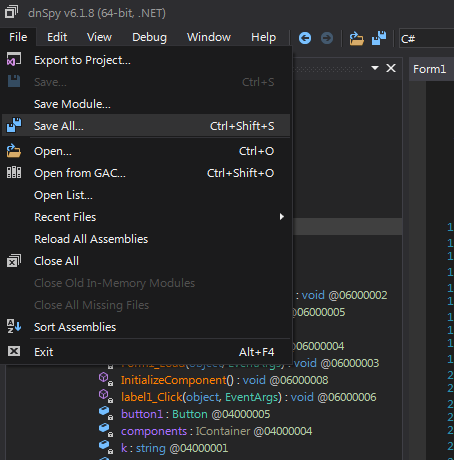 dnSpy v6.1.8 (64-bit, .NET)
File Edit View Debug Window Help C#
Export to Project...
Form1
Save... Ctrl+S
Save Module...
Save All... Ctrl+Shift+S
Open... Ctrl+O
Open from GAC... Ctrl+Shift+O
Open List...
Recent Files
Reload All Assemblies
Close All
Close Old In-Memory Modules
: void @06000002
Close All Missing Files
@06000005
Sort Assemblies
@06000004
Exit Alt+F4
Form1_Load(object, EventArgs) : void @06000003
InitializeComponent() : void @06000008
label1_Click(object, EventArgs) : void @06000006
button1 : Button @04000005
components : IContainer @04000004
k : string @04000001